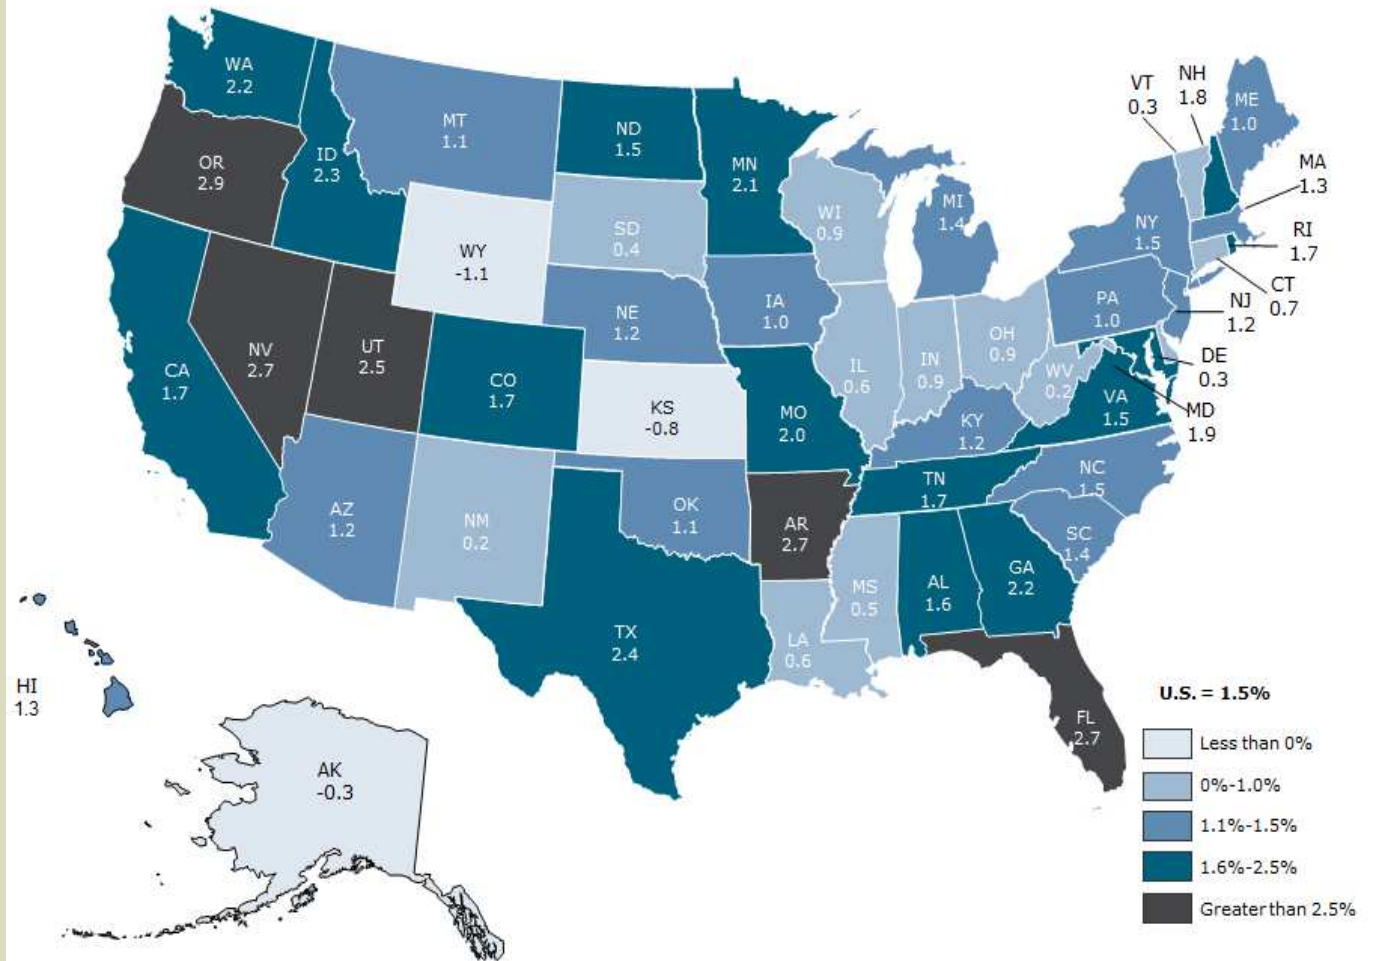 WA
2.2
OR
2.9
ID
2.3
MT
1.1
ND
1.5
MN
2.1
WY
-1.1
SD
0.4
WI
0.9
MI
1.4
VT
0.3
NH
1.8
ME
1.0
MA
1.3
NY
1.5
RI
1.7
CT
0.7
CA
1.7
NV
2.7
UT
2.5
CO
1.7
NE
1.2
IA
1.0
IL
0.6
IN
0.9
OH
0.9
PA
1.0
NJ
1.2
DE
0.3
WV
0.2
VA
1.5
MD
1.9
KS
-0.8
MO
2.0
KY
1.2
AZ
1.2
NM
0.2
OK
1.1
AR
2.7
TN
1.7
NC
1.5
SC
1.4
TX
2.4
LA
0.6
MS
0.5
AL
1.6
GA
2.2
FL
2.7
HI
1.3
AK
-0.3
U.S. = 1.5%
Less than 0%
0%-1.0%
1.1%-1.5%
1.6%-2.5%
Greater than 2.5%